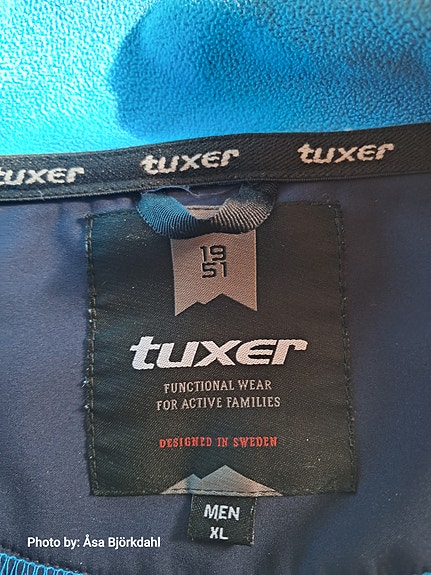 tuxer tuxer tuxer
19
51
tuxer
FUNCTIONAL WEAR
FOR ACTIVE FAMILIES
DESIGNED IN SWEDEN
MEN
XL
Photo by: Åsa Björkdahl